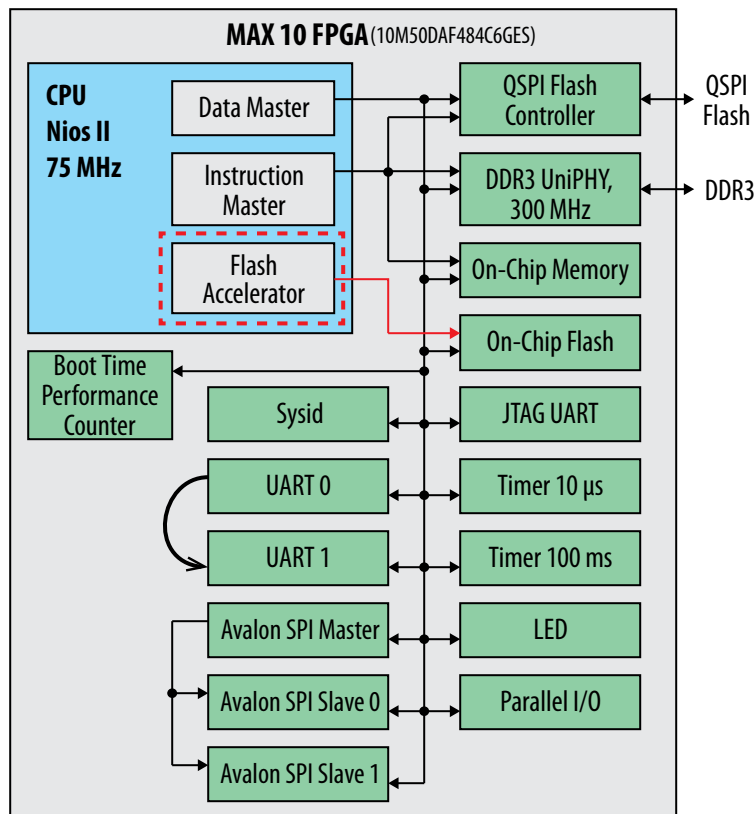 MAX 10 FPGA (10M50DAF484C6GES)
CPU
Nios II
75 MHz
Data Master
Instruction
Master
Flash
Accelerator
QSPI Flash
Controller
QSPI
Flash
DDR3 UniPHY,
300 MHz
DDR3
On-Chip Memory
On-Chip Flash
Boot Time
Performance
Counter
Sysid
JTAG UART
UART 0
Timer 10 µs
UART 1
Timer 100 ms
Avalon SPI Master
LED
Avalon SPI Slave 0
Parallel I/O
Avalon SPI Slave 1